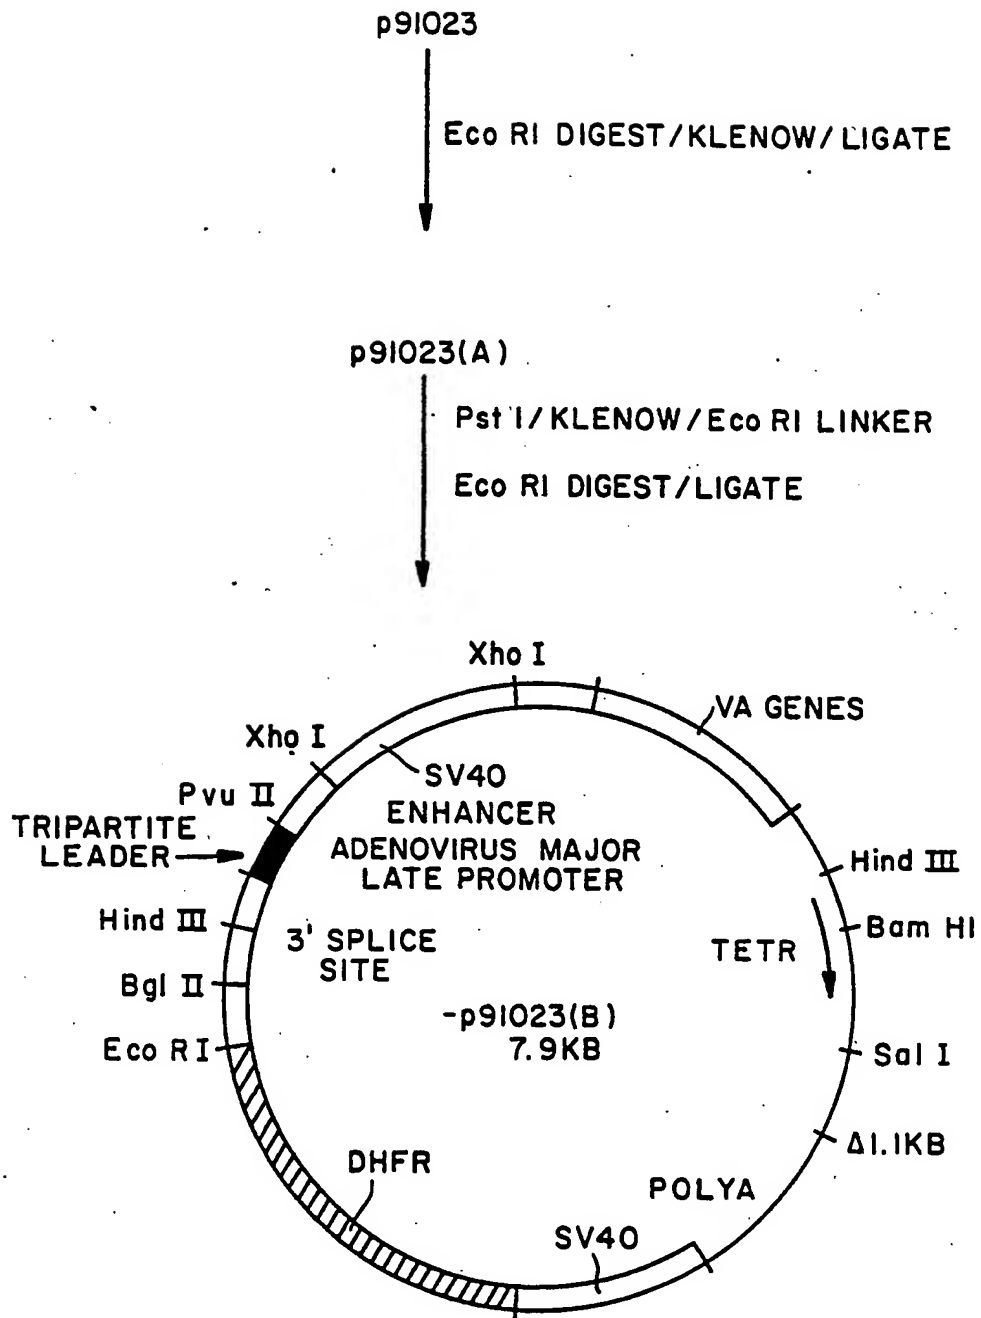 p91023
Eco RI DIGEST/KLENOW/LIGATE
p91023(A)
Pst I/KLENOW/Eco RI LINKER
Eco RI DIGEST/LIGATE
Xho I
VA GENES
Xho I
SV40
ENHANCER
Pvu II
TRIPARTITE
LEADER
ADENOVIRUS MAJOR
LATE PROMOTER
Hind III
Hind III
3' SPLICE
SITE
Bam HI
TETR
Bgl II
-p91023(B)
7.9KB
Eco RI
Sal I
Δ1.1KB
DHFR
POLYA
SV40